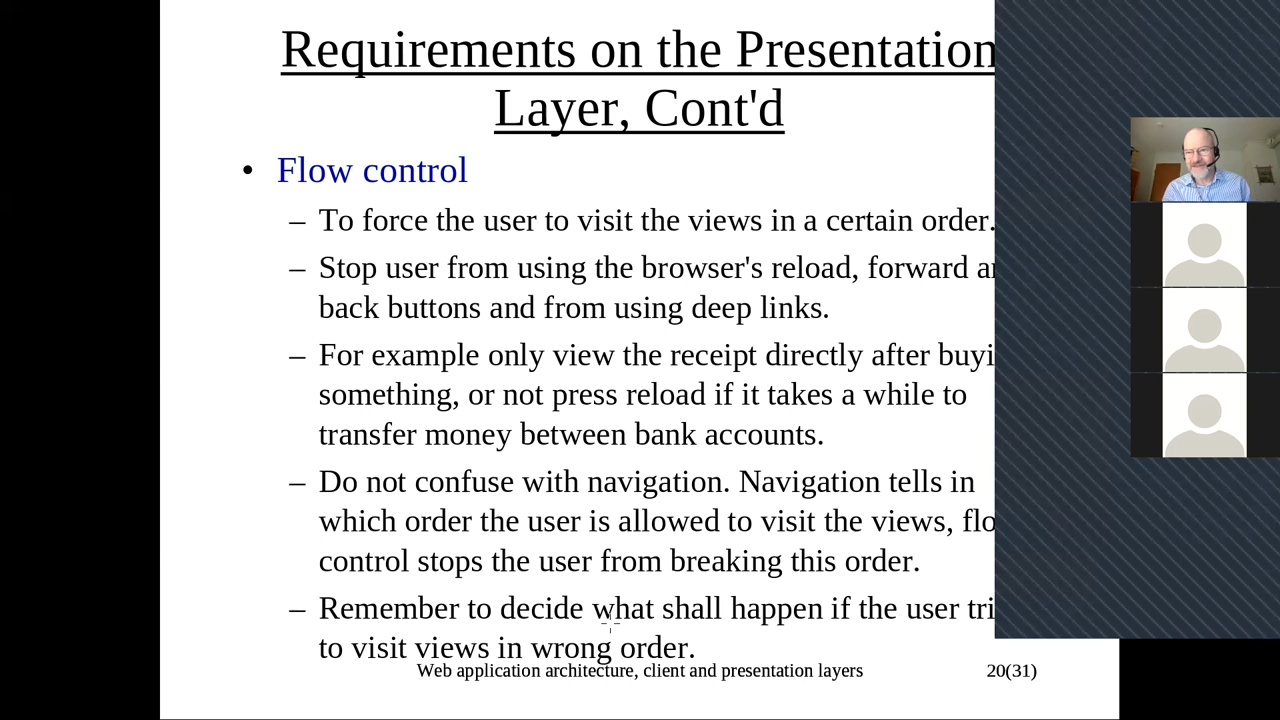 Requirements on the Presentation
Layer, Cont'd
• Flow control
– To force the user to visit the views in a certain order.
– Stop user from using the browser's reload, forward
back buttons and from using deep links.
– For example only view the receipt directly after buyi
something, or not press reload if it takes a while to
transfer money between bank accounts.
– Do not confuse with navigation. Navigation tells in
which order the user is allowed to visit the views, flo
control stops the user from breaking this order.
– Remember to decide what shall happen if the user tri
to visit views in wrong order.
Web application architecture, client and presentation layers
20(31)